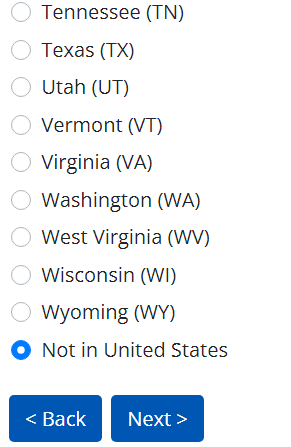 Tennessee (TN)
Texas (TX)
Utah (UT)
Vermont (VT)
Virginia (VA)
Washington (WA)
West Virginia (WV)
Wisconsin (WI)
Wyoming (WY)
Not in United States
< Back Next >